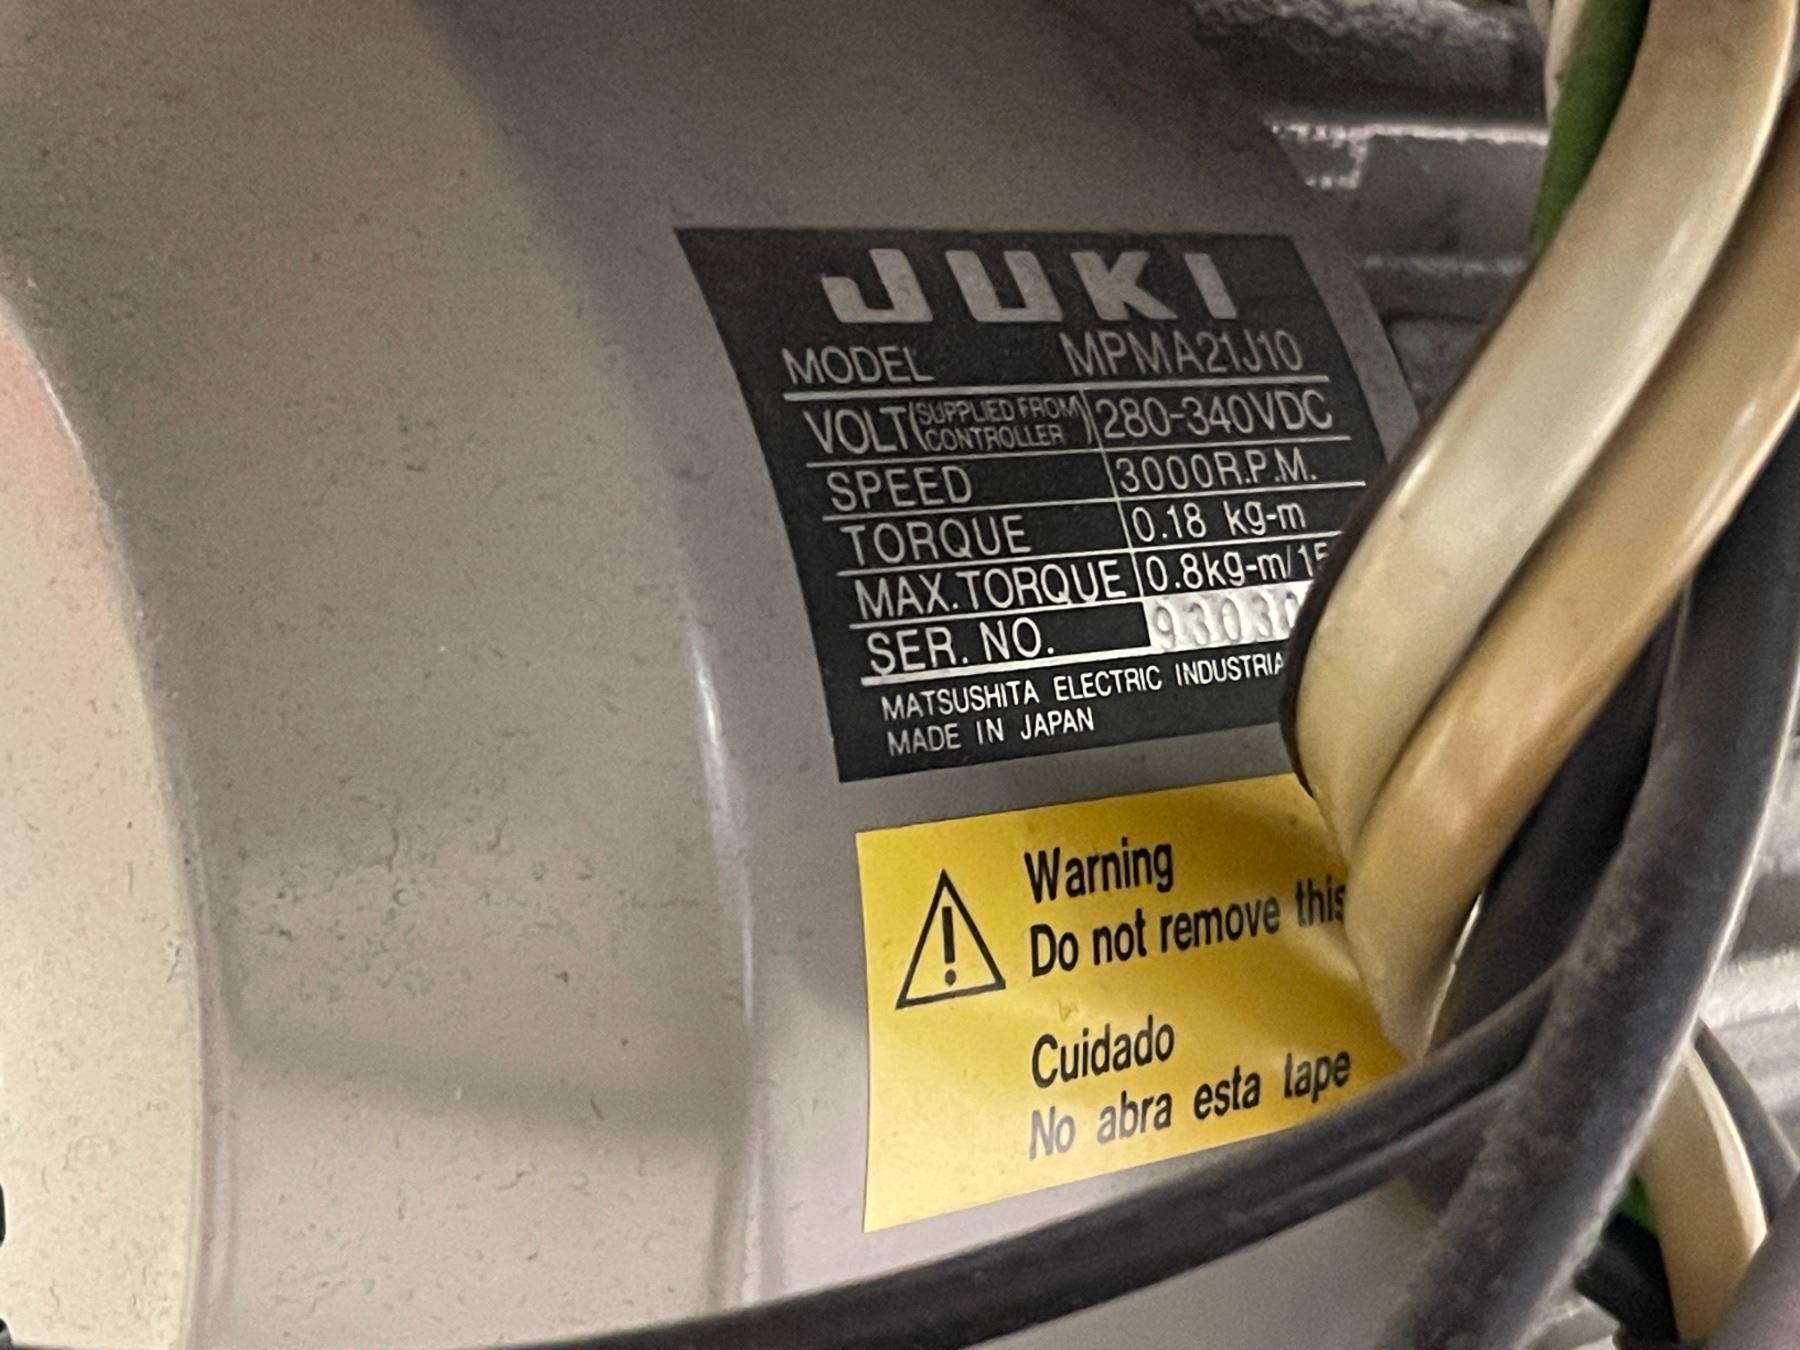 JUKI
MODEL MPMA21J10
VOLT(SUPPLIED FROM CONTROLLER) 280-340VDC
SPEED 3000R.P.M.
TORQUE 0.18 kg-m
MAX.TORQUE 0.8kg-m/15
SER. NO. 93030
MATSUSHITA ELECTRIC INDUSTRIA
MADE IN JAPAN
Warning
Do not remove this
Cuidado
No abra esta tape